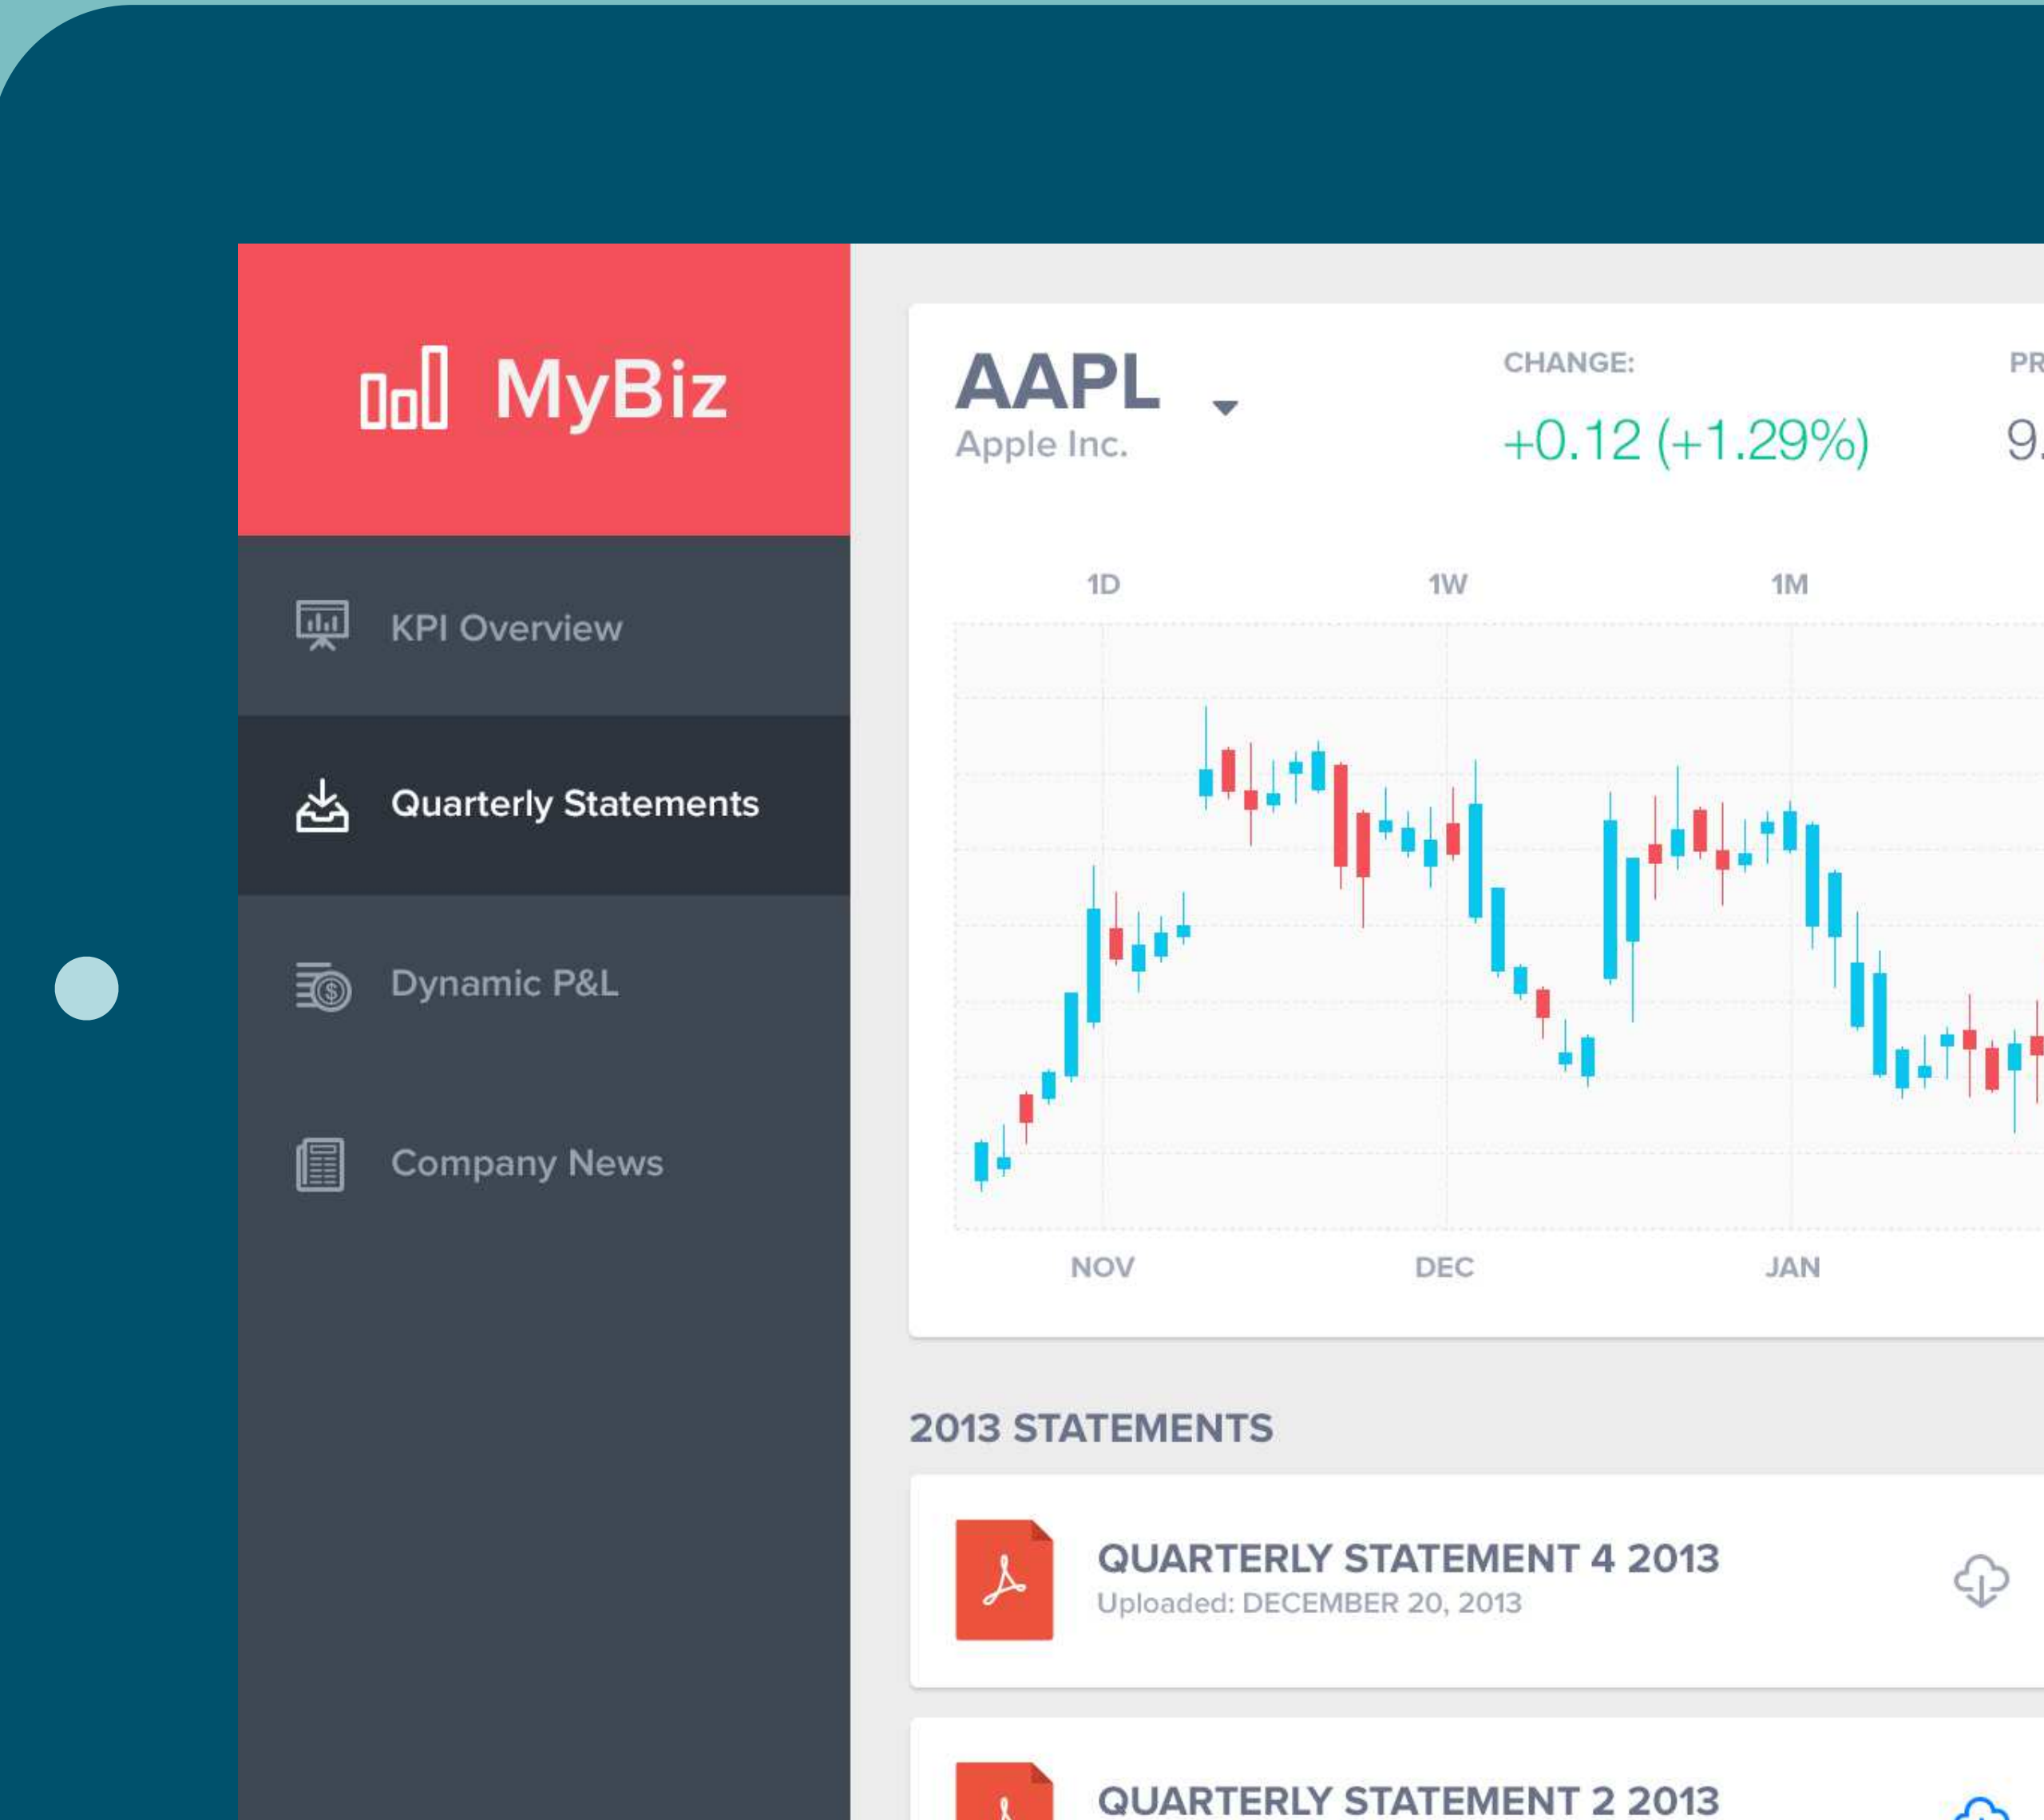 MyBiz
KPI Overview
Quarterly Statements
Dynamic P&L
Company News
AAPL
Apple Inc.
CHANGE:
+0.12 (+1.29%)
1D 1W 1M
NOV DEC JAN
2013 STATEMENTS
QUARTERLY STATEMENT 4 2013
Uploaded: DECEMBER 20, 2013
QUARTERLY STATEMENT 2 2013